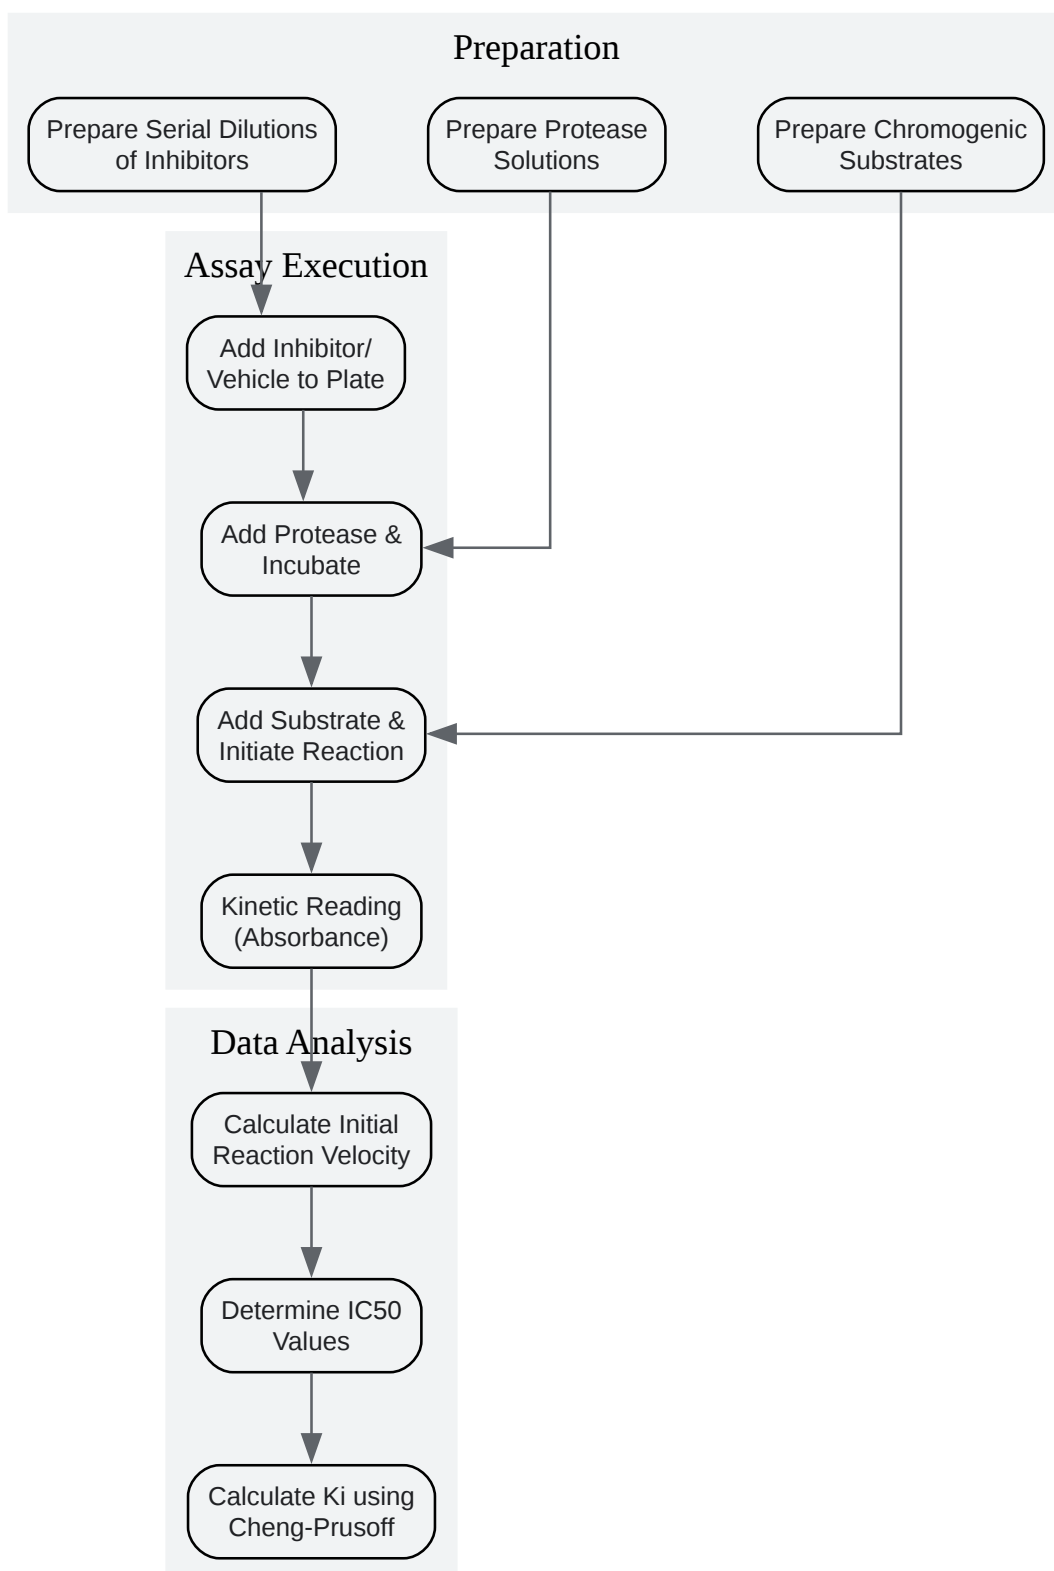 Preparation
Prepare Serial Dilutions
of Inhibitors
Prepare Protease
Solutions
Prepare Chromogenic
Substrates
Assay Execution
Add Inhibitor/
Vehicle to Plate
Add Protease &
Incubate
Add Substrate &
Initiate Reaction
Kinetic Reading
(Absorbance)
Data Analysis
Calculate Initial
Reaction Velocity
Determine IC50
Values
Calculate Ki using
Cheng-Prusoff